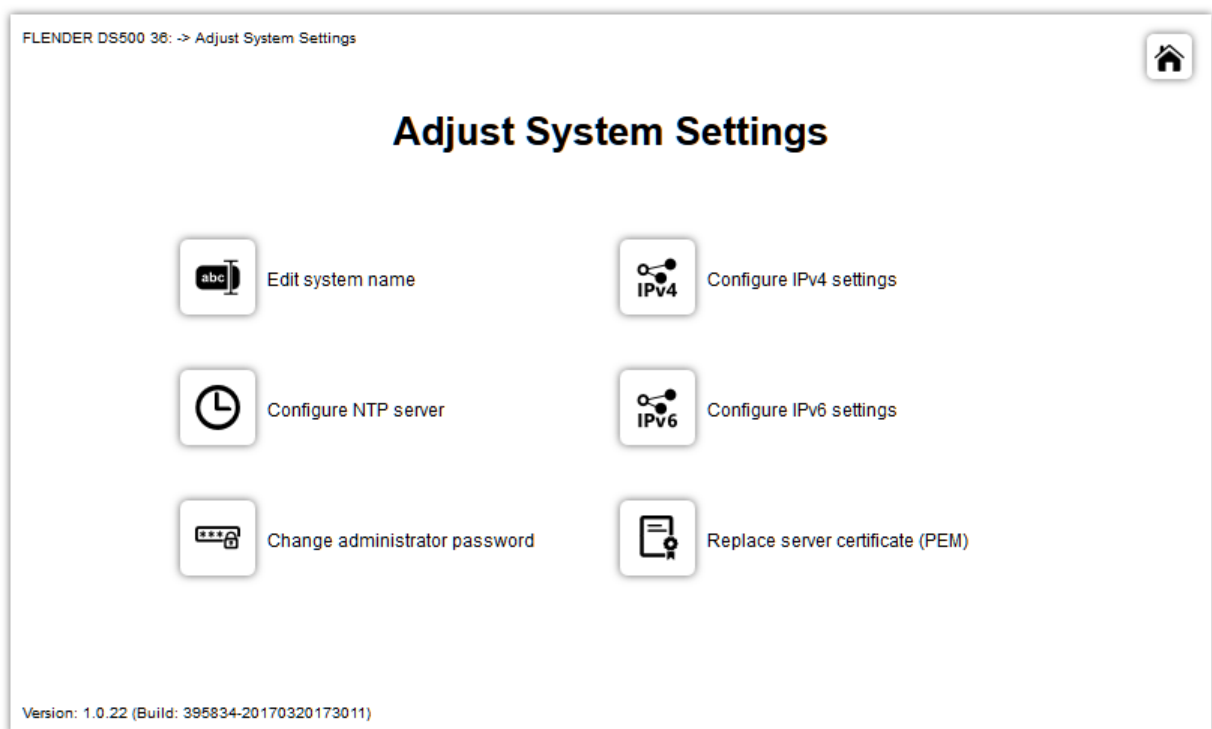 FLENDER DS500 36: -> Adjust System Settings
Adjust System Settings
abc
Edit system name
IPv4
Configure IPv4 settings
Configure NTP server
IPv6
Configure IPv6 settings
***
Change administrator password
Replace server certificate (PEM)
Version: 1.0.22 (Build: 395834-20170320173011)